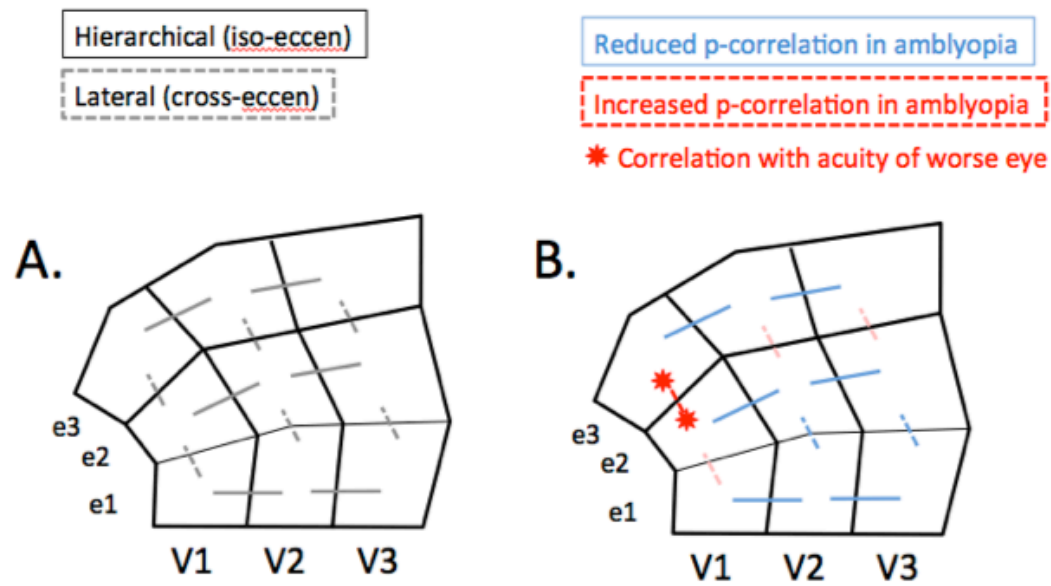 Hierarchical (iso-eccen)
Lateral (cross-eccen)
Reduced p-correlation in amblyopia
Increased p-correlation in amblyopia
Correlation with acuity of worse eye
A.
e3
e2
e1
V1 V2 V3
B.
e3
e2
e1
V1 V2 V3